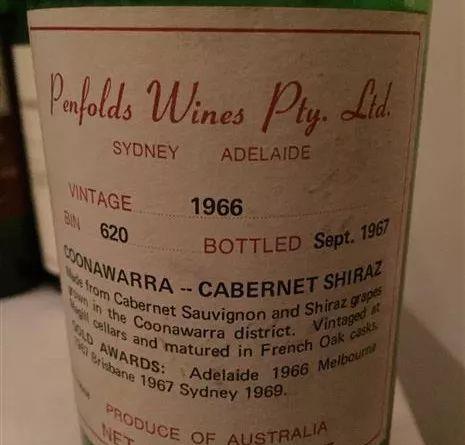 Penfolds Wines Pty. Ltd.
SYDNEY ADELAIDE
VINTAGE 1966
BIN 620 BOTTLED Sept. 1967
COONAWARRA -- CABERNET SHIRAZ
Made from Cabernet Sauvignon and Shiraz grapes
grown in the Coonawarra district. Vintaged at
Magill cellars and matured in French Oak casks.
GOLD AWARDS: Adelaide 1966 Melbourne
1967 Brisbane 1967 Sydney 1969.
PRODUCE OF AUSTRALIA
NET